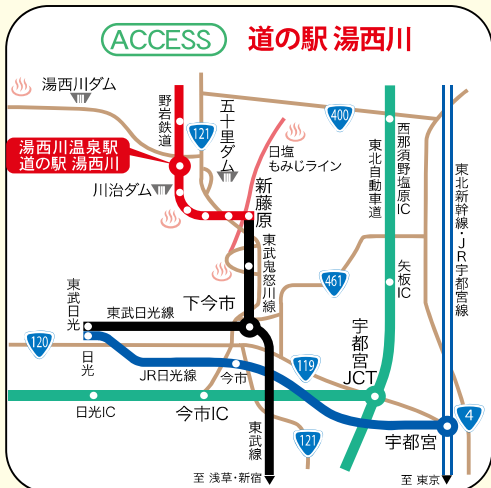 ACCESS 道の駅 湯西川
湯西川ダム
野岩鉄道
121
五十里ダム
400
日塩
もみじライン
西那須野塩原IC
東北自動車道
東北新幹線・JR宇都宮線
湯西川温泉駅
道の駅 湯西川
川治ダム
新藤原
東武鬼怒川線
矢板IC
461
下今市
東武日光
東武日光線
120
日光
JR日光線
今市
119
宇都宮
JCT
日光IC
今市IC
東武線
121
宇都宮
4
至 浅草・新宿
至 東京